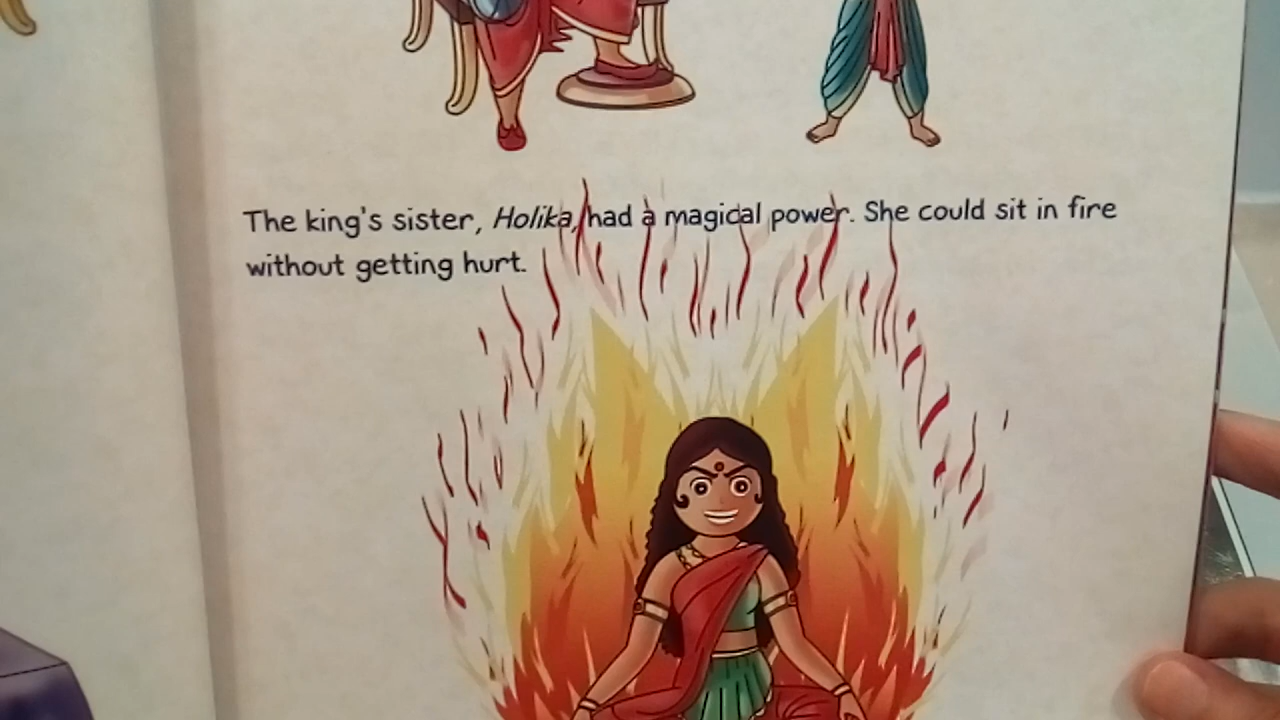 The king's sister, Holika, had a magical power. She could sit in fire
without getting hurt.